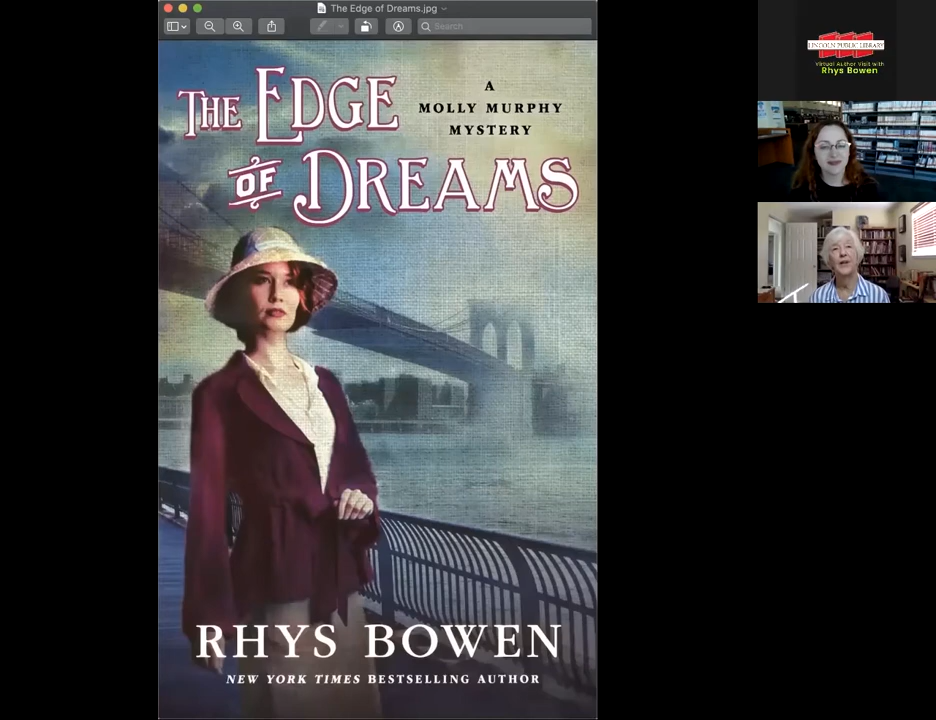 The Edge of Dreams.jpg
Search
THE EDGE
OF DREAMS
A
MOLLY MURPHY
MYSTERY
RHYS BOWEN
NEW YORK TIMES BESTSELLING AUTHOR
LINCOLN PUBLIC LIBRARY
Virtual Author Visit with
Rhys Bowen